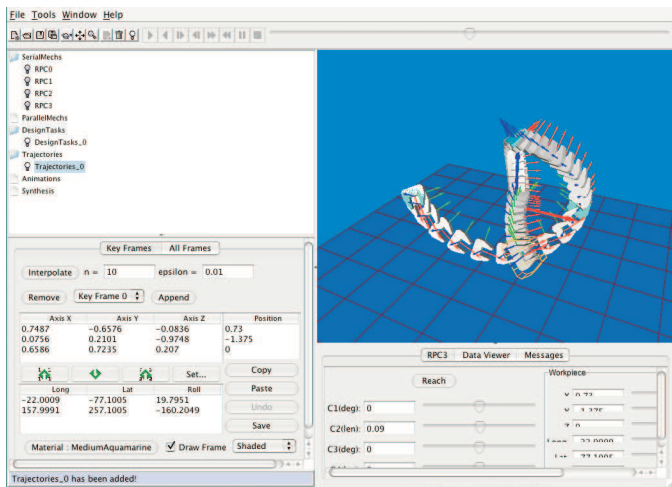 File Tools Window Help
SerialMechs
RPC0
RPC1
RPC2
RPC3
ParallelMechs
DesignTasks
DesignTasks_0
Trajectories
Trajectories_0
Animations
Synthesis
Key Frames All Frames
Interpolate n = 10 epsilon = 0.01
Remove Key Frame 0 Append
Axis X Axis Y Axis Z Position
0.7487 −0.6576 −0.0836 0.73
0.0756 0.2101 −0.9748 −1.375
0.6586 0.7235 0.207 0
Set... Copy
Long Lat Roll Paste
−22.0009 −77.1005 19.7951
157.9991 257.1005 −160.2049
Undo
Save
Material : MediumAquamarine Draw Frame Shaded
Trajectories_0 has been added!
RPC3 Data Viewer Messages
Reach
Workpiece
C1(deg): 0
C2(len): 0.09
C3(deg): 0